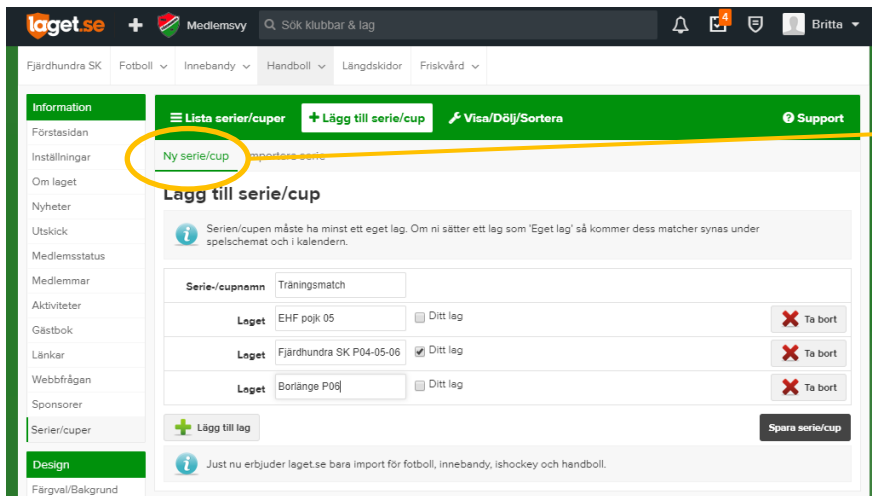 laget.se + Medlemsvy Sök klubbar & lag 4 Britta
Fjärdhundra SK Fotboll Innebandy Handboll Längdskidor Friskvård
Information
Förstasidan
Inställningar
Om laget
Nyheter
Utskick
Medlemsstatus
Medlemmar
Aktiviteter
Gästbok
Länkar
Webbfrågan
Sponsorer
Serier/cuper
Design
Färgval/Bakgrund
Lista serier/cuper + Lägg till serie/cup Visa/Dölj/Sortera ? Support
Ny serie/cup Importera serie
Lägg till serie/cup
Serien/cupen måste ha minst ett eget lag. Om ni sätter ett lag som 'Eget lag' så kommer dess matcher synas under
spelschemat och i kalendern.
Serie-/cupnamn Träningsmatch
Laget EHF pojk 05 Ditt lag Ta bort
Laget Fjärdhundra SK P04-05-06 Ditt lag Ta bort
Laget Borlänge P06 Ditt lag Ta bort
Lägg till lag Spara serie/cup
Just nu erbjuder laget.se bara import för fotboll, innebandy, ishockey och handboll.